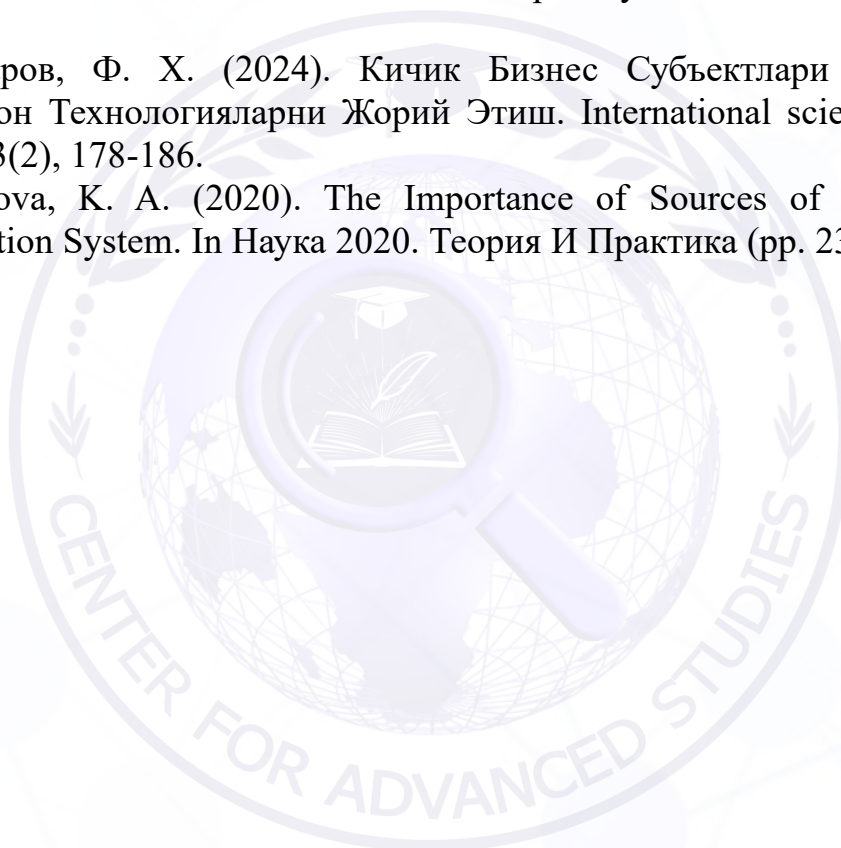 ров, Ф. Х. (2024). Кичик Бизнес Субъектлари
он Технологияларни Жорий Этиш. International scie
3(2), 178-186.
ova, K. A. (2020). The Importance of Sources of
tion System. In Наука 2020. Теория И Практика (pp. 23
CENTER FOR ADVANCED STUDIES